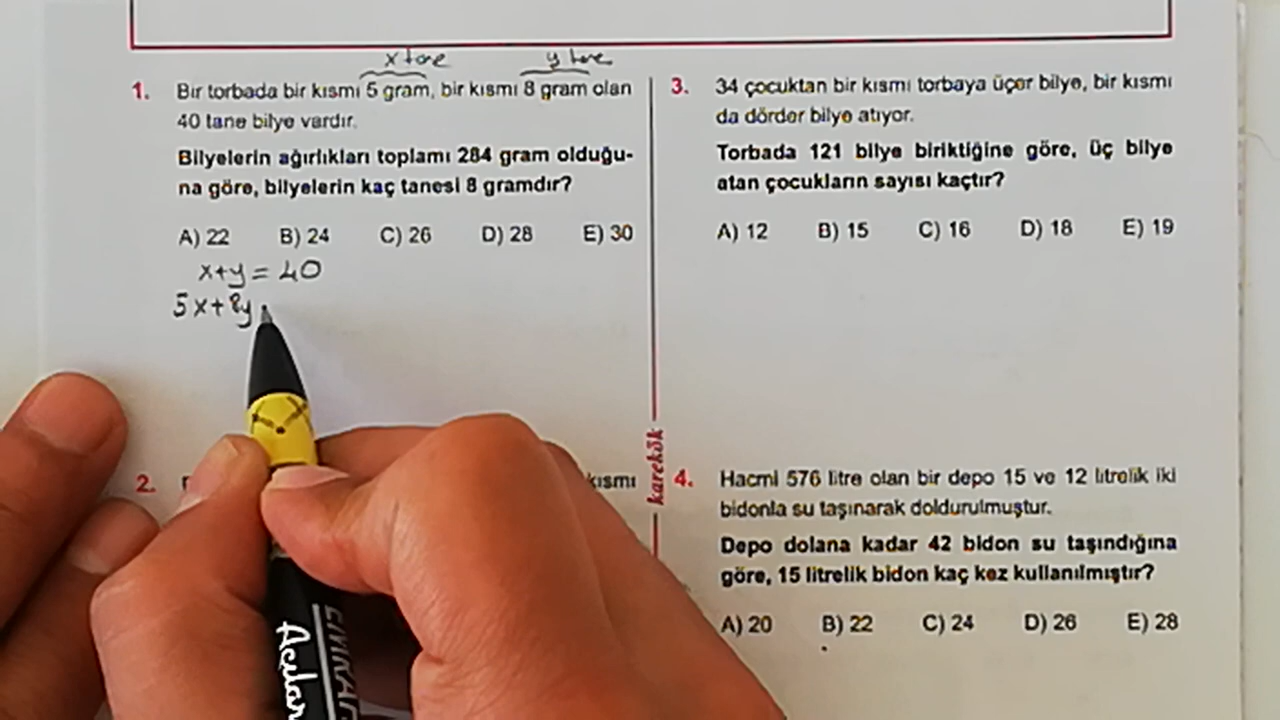 x tane
y tane
1. Bir torbada bir kısmı 5 gram, bir kısmı 8 gram olan
40 tane bilye vardır.
Bilyelerin ağırlıkları toplamı 284 gram olduğu-
na göre, bilyelerin kaç tanesi 8 gramdır?
A) 22 B) 24 C) 26 D) 28 E) 30
x+y = 40
5x+8y
2.
kısmı
karekök
3. 34 çocuktan bir kısmı torbaya üçer bilye, bir kısmı
da dörder bilye atıyor.
Torbada 121 bilye biriktiğine göre, üç bilye
atan çocukların sayısı kaçtır?
A) 12 B) 15 C) 16 D) 18 E) 19
4. Hacmi 576 litre olan bir depo 15 ve 12 litrelik iki
bidonla su taşınarak doldurulmuştur.
Depo dolana kadar 42 bidon su taşındığına
göre, 15 litrelik bidon kaç kez kullanılmıştır?
A) 20 B) 22 C) 24 D) 26 E) 28